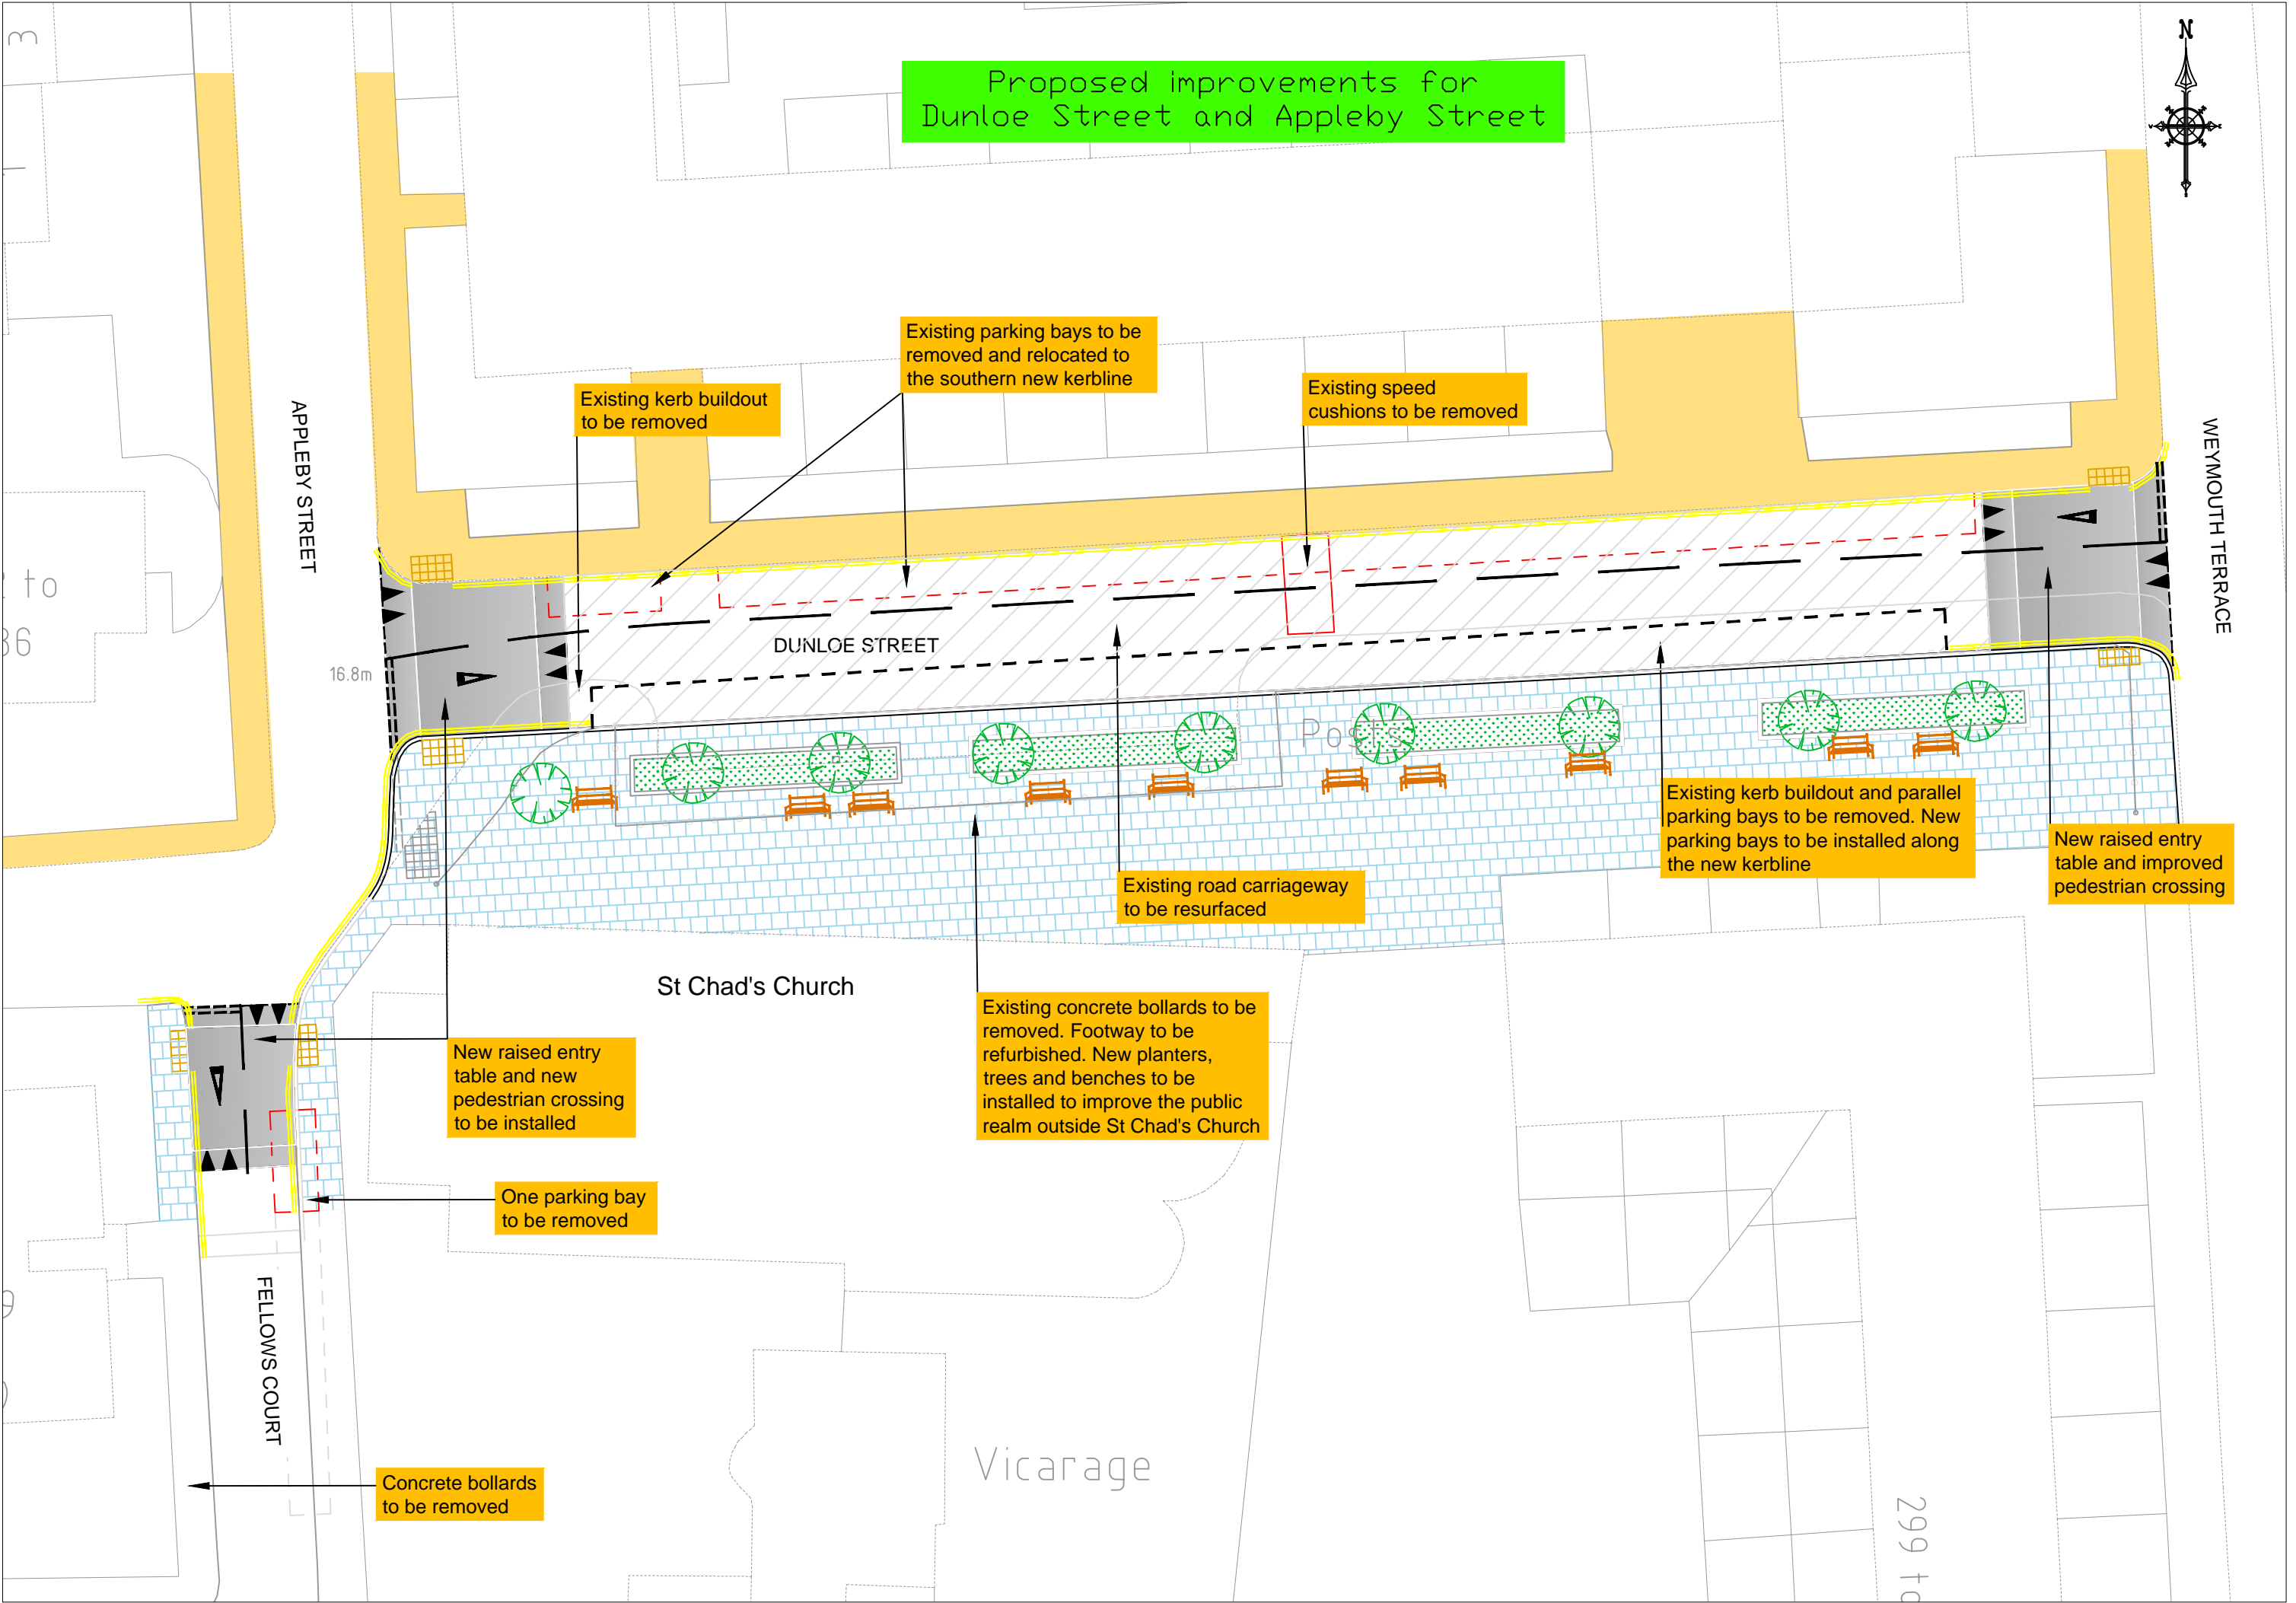 3
N
Proposed improvements for
Dunloe Street and Appleby Street
Existing parking bays to be
removed and relocated to
the southern new kerbline
Existing kerb buildout
to be removed
Existing speed
cushions to be removed
APPLEBY STREET
WEYMOUTH TERRACE
to
36
16.8m
DUNLOE STREET
Posts
Existing kerb buildout and parallel
parking bays to be removed. New
parking bays to be installed along
the new kerbline
New raised entry
table and improved
pedestrian crossing
Existing road carriageway
to be resurfaced
St Chad's Church
Existing concrete bollards to be
removed. Footway to be
refurbished. New planters,
trees and benches to be
installed to improve the public
realm outside St Chad's Church
New raised entry
table and new
pedestrian crossing
to be installed
One parking bay
to be removed
FELLOWS COURT
Vicarage
Concrete bollards
to be removed
299 to